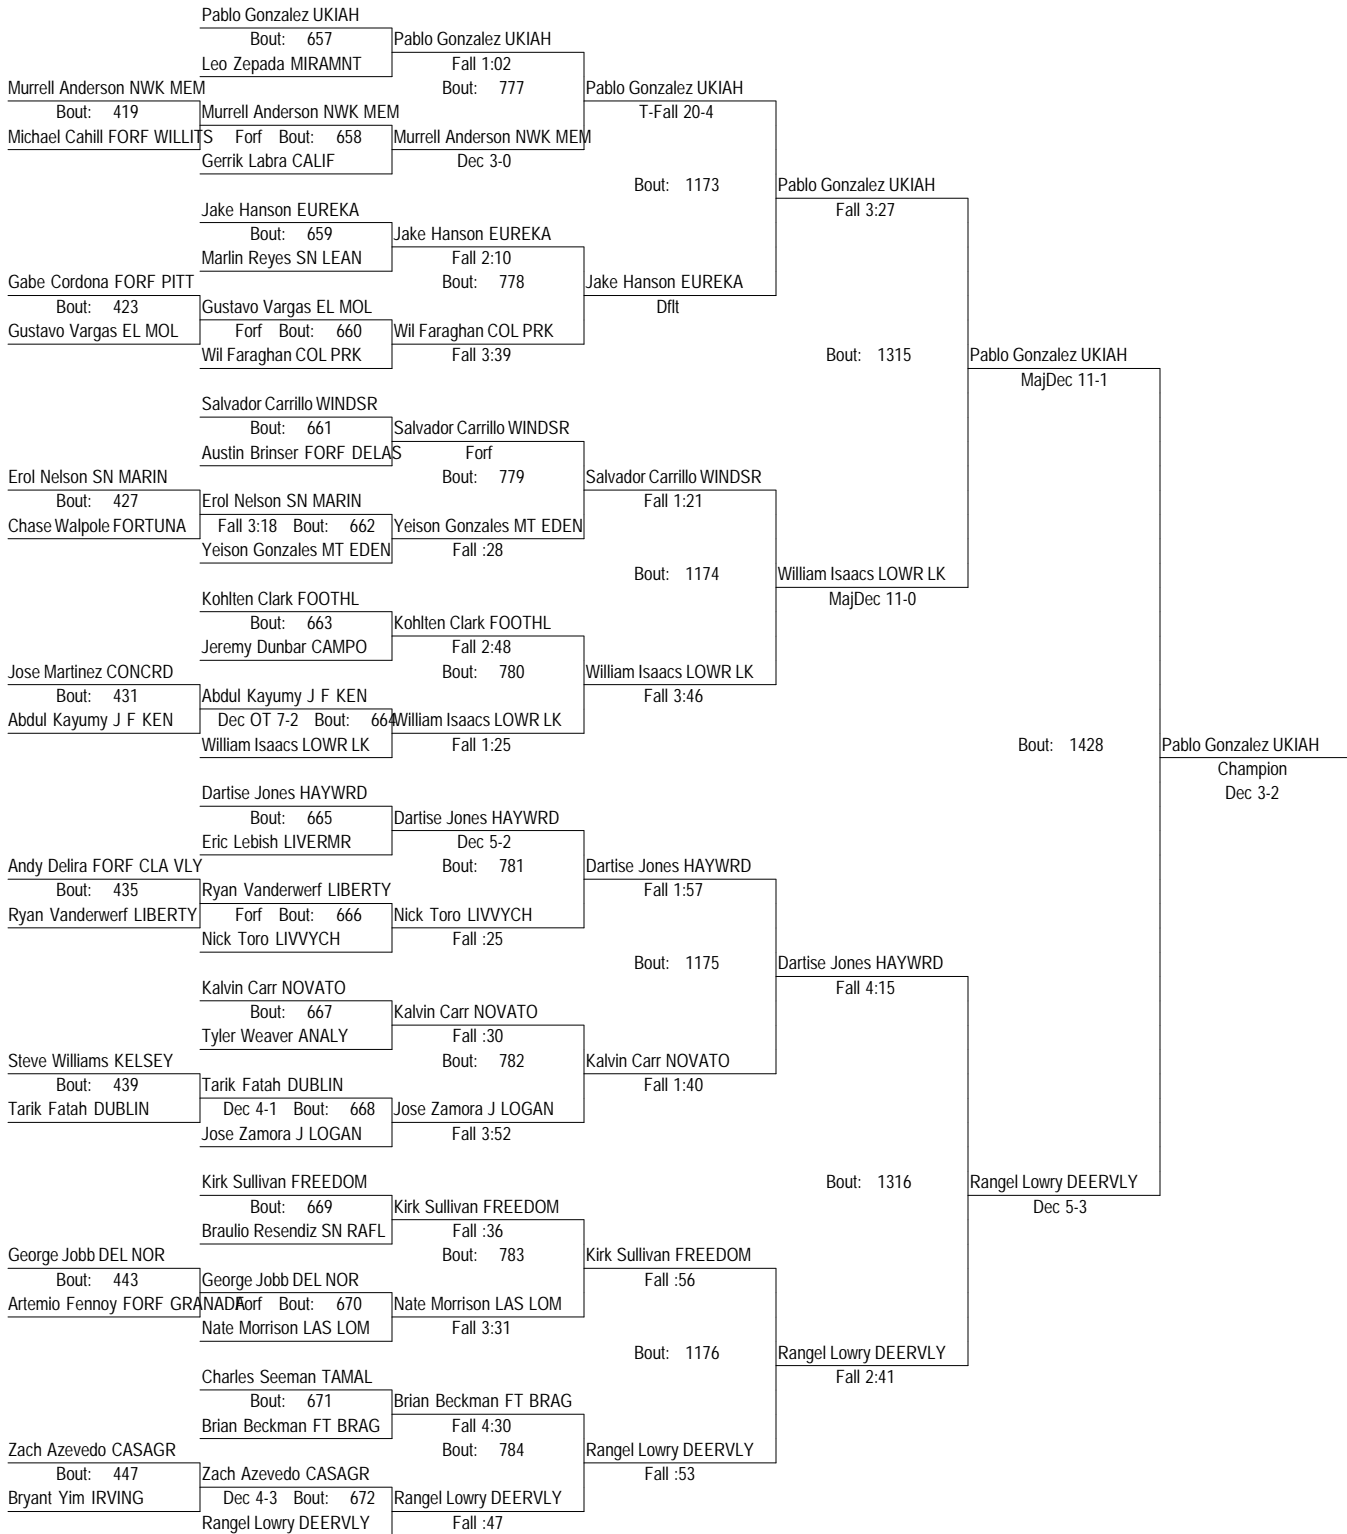 Pablo Gonzalez UKIAH
Bout: 657 Pablo Gonzalez UKIAH
Leo Zepada MIRAMNT Fall 1:02
Murrell Anderson NWK MEM Bout: 777 Pablo Gonzalez UKIAH
Bout: 419 Murrell Anderson NWK MEM T-Fall 20-4
Michael Cahill FORF WILLITS Forf Bout: 658 Murrell Anderson NWK MEM
Gerrik Labra CALIF Dec 3-0
Bout: 1173 Pablo Gonzalez UKIAH
Jake Hanson EUREKA Fall 3:27
Bout: 659 Jake Hanson EUREKA
Marlin Reyes SN LEAN Fall 2:10
Gabe Cordona FORF PITT Bout: 778 Jake Hanson EUREKA
Bout: 423 Gustavo Vargas EL MOL Dflt
Gustavo Vargas EL MOL Forf Bout: 660 Wil Faraghan COL PRK
Wil Faraghan COL PRK Fall 3:39 Bout: 1315 Pablo Gonzalez UKIAH
MajDec 11-1
Salvador Carrillo WINDSR
Bout: 661 Salvador Carrillo WINDSR
Austin Brinser FORF DELAS Forf
Erol Nelson SN MARIN Bout: 779 Salvador Carrillo WINDSR
Bout: 427 Erol Nelson SN MARIN Fall 1:21
Chase Walpole FORTUNA Fall 3:18 Bout: 662 Yeison Gonzales MT EDEN
Yeison Gonzales MT EDEN Fall :28
Bout: 1174 William Isaacs LOWR LK
Kohlten Clark FOOTHL MajDec 11-0
Bout: 663 Kohlten Clark FOOTHL
Jeremy Dunbar CAMPO Fall 2:48
Jose Martinez CONCRD Bout: 780 William Isaacs LOWR LK
Bout: 431 Abdul Kayumy J F KEN Fall 3:46
Abdul Kayumy J F KEN Dec OT 7-2 Bout: 664 William Isaacs LOWR LK
William Isaacs LOWR LK Fall 1:25 Bout: 1428 Pablo Gonzalez UKIAH
Champion
Dartise Jones HAYWRD Dec 3-2
Bout: 665 Dartise Jones HAYWRD
Eric Lebish LIVERMR Dec 5-2
Andy Delira FORF CLA VLY Bout: 781 Dartise Jones HAYWRD
Bout: 435 Ryan Vanderwerf LIBERTY Fall 1:57
Ryan Vanderwerf LIBERTY Forf Bout: 666 Nick Toro LIVVYCH
Nick Toro LIVVYCH Fall :25
Bout: 1175 Dartise Jones HAYWRD
Kalvin Carr NOVATO Fall 4:15
Bout: 667 Kalvin Carr NOVATO
Tyler Weaver ANALY Fall :30
Steve Williams KELSEY Bout: 782 Kalvin Carr NOVATO
Bout: 439 Tarik Fatah DUBLIN Fall 1:40
Tarik Fatah DUBLIN Dec 4-1 Bout: 668 Jose Zamora J LOGAN
Jose Zamora J LOGAN Fall 3:52
Kirk Sullivan FREEDOM Bout: 1316 Rangel Lowry DEERVLY
Bout: 669 Kirk Sullivan FREEDOM Dec 5-3
Braulio Resendiz SN RAFL Fall :36
George Jobb DEL NOR Bout: 783 Kirk Sullivan FREEDOM
Bout: 443 George Jobb DEL NOR Fall :56
Artemio Fennoy FORF GRANADA Forf Bout: 670 Nate Morrison LAS LOM
Nate Morrison LAS LOM Fall 3:31
Bout: 1176 Rangel Lowry DEERVLY
Charles Seeman TAMAL Fall 2:41
Bout: 671 Brian Beckman FT BRAG
Brian Beckman FT BRAG Fall 4:30
Zach Azevedo CASAGR Bout: 784 Rangel Lowry DEERVLY
Bout: 447 Zach Azevedo CASAGR Fall :53
Bryant Yim IRVING Dec 4-3 Bout: 672 Rangel Lowry DEERVLY
Rangel Lowry DEERVLY Fall :47